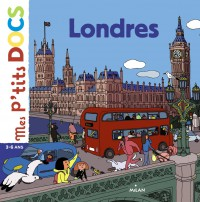 Londres
Mes p'tits DOCS
3-6 ANS
MILAN